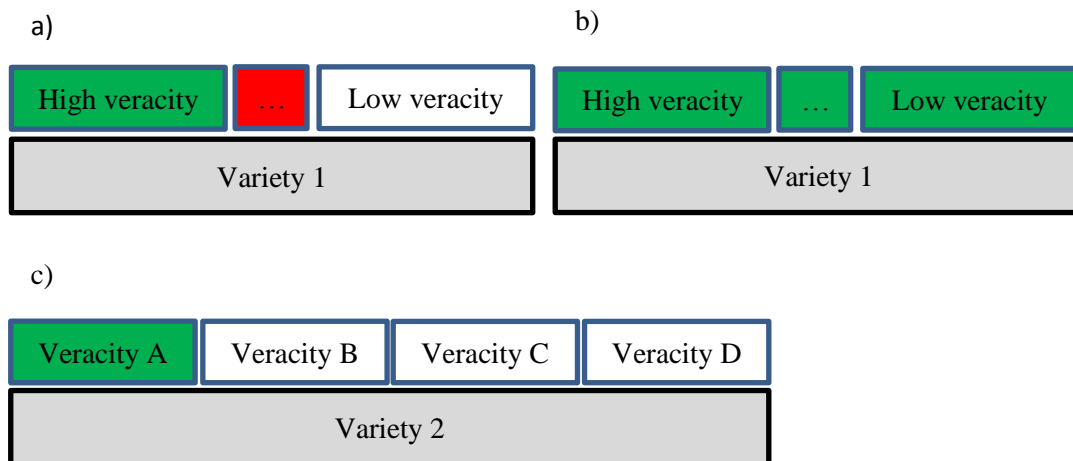 a)
b)
High veracity … Low veracity
High veracity … Low veracity
Variety 1
Variety 1
c)
Veracity A Veracity B Veracity C Veracity D
Variety 2